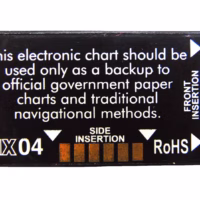 his electronic chart should be
used only as a backup to
official government paper
charts and traditional
navigational methods.
FRONT
INSERTION
SIDE
INSERTION
X04
RoHS